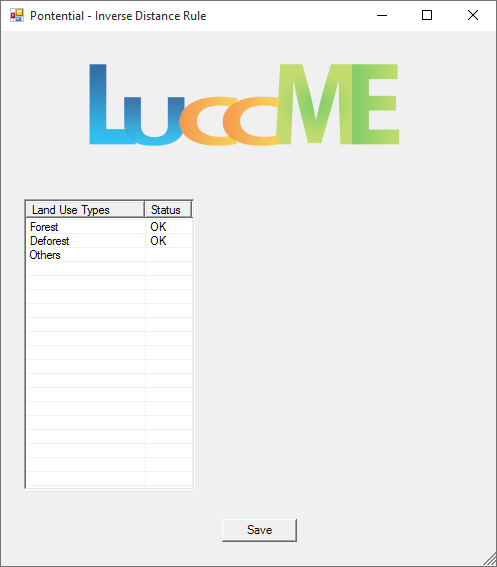 Pontential - Inverse Distance Rule
LuccME
Land Use Types Status
Forest OK
Deforest OK
Others
Save